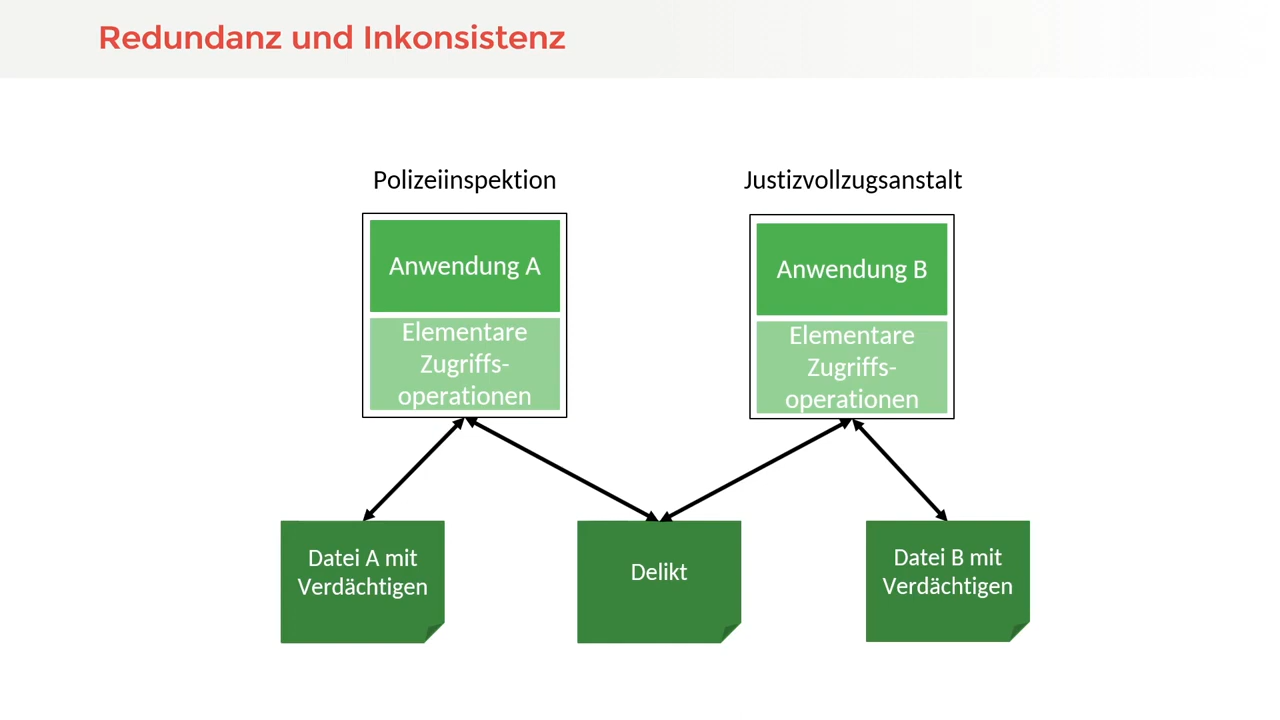 Redundanz und Inkonsistenz
Polizeiinspektion
Justizvollzugsanstalt
Anwendung A
Anwendung B
Elementare
Zugriffs-
operationen
Elementare
Zugriffs-
operationen
Datei A mit
Verdächtigen
Delikt
Datei B mit
Verdächtigen